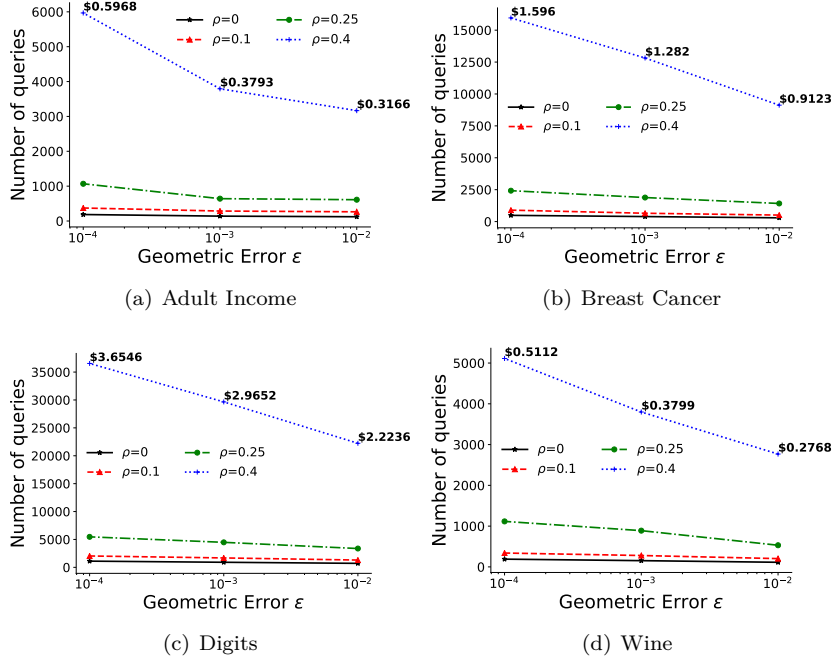 6000
5000
4000
3000
2000
1000
0
Number of queries
$0.5968
$0.3793
$0.3166
ρ=0
ρ=0.1
ρ=0.25
ρ=0.4
10⁻⁴
10⁻³
10⁻²
Geometric Error ε
(a) Adult Income
15000
12500
10000
7500
5000
2500
0
Number of queries
$1.596
$1.282
$0.9123
ρ=0
ρ=0.1
ρ=0.25
ρ=0.4
10⁻⁴
10⁻³
10⁻²
Geometric Error ε
(b) Breast Cancer
35000
30000
25000
20000
15000
10000
5000
0
Number of queries
$3.6546
$2.9652
$2.2236
ρ=0
ρ=0.1
ρ=0.25
ρ=0.4
10⁻⁴
10⁻³
10⁻²
Geometric Error ε
(c) Digits
5000
4000
3000
2000
1000
0
Number of queries
$0.5112
$0.3799
$0.2768
ρ=0
ρ=0.1
ρ=0.25
ρ=0.4
10⁻⁴
10⁻³
10⁻²
Geometric Error ε
(d) Wine